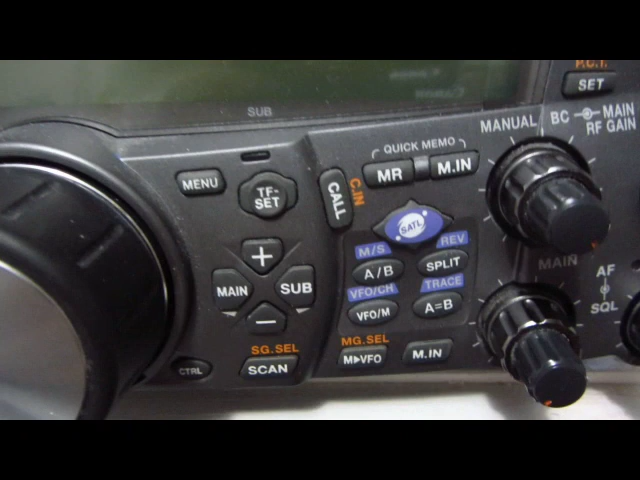 P.C.T.
SET
SUB
MANUAL BC MAIN
RF GAIN
QUICK MEMO
MR M.IN
C.IN
CALL
MENU
TF-
SET
SATL
M/S REV
A/B SPLIT
+
MAIN SUB
−
VFO/CH TRACE
VFO/M A=B
MAIN
AF
SQL
SG.SEL MG.SEL
CTRL SCAN M▶VFO M.IN